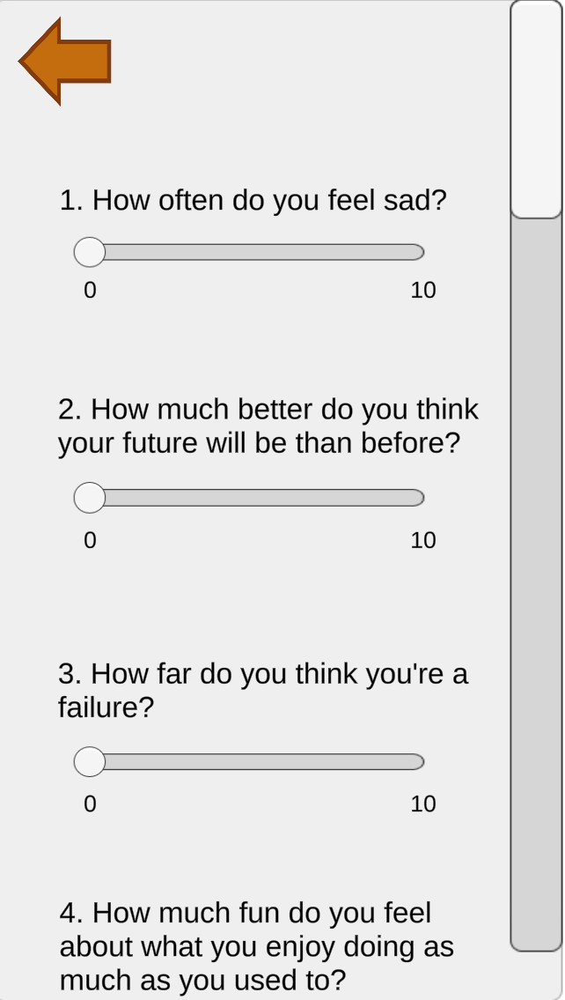 1. How often do you feel sad?
0 10
2. How much better do you think
your future will be than before?
0 10
3. How far do you think you're a
failure?
0 10
4. How much fun do you feel
about what you enjoy doing as
much as you used to?